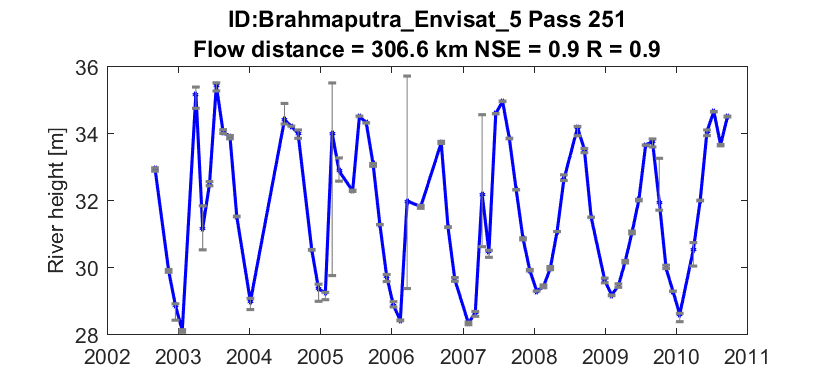 ID:Brahmaputra_Envisat_5 Pass 251
Flow distance = 306.6 km NSE = 0.9 R = 0.9
River height [m]
36
34
32
30
28
2002 2003 2004 2005 2006 2007 2008 2009 2010 2011